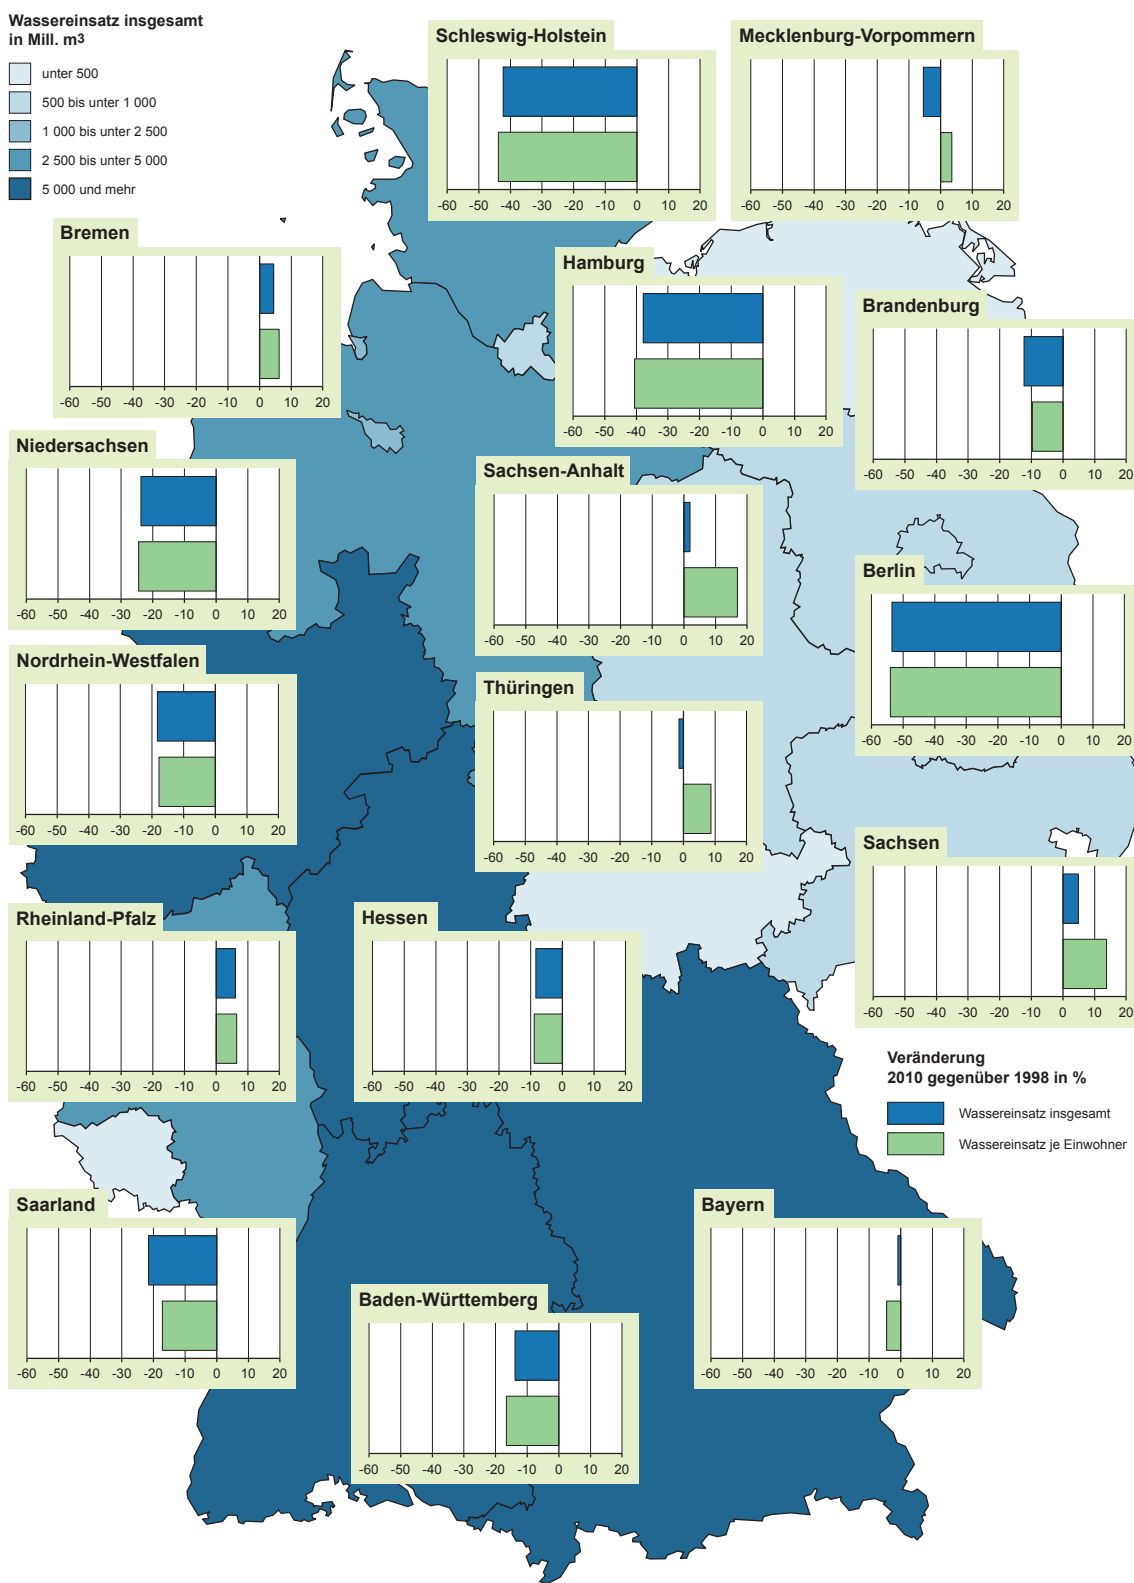 Wassereinsatz insgesamt
in Mill. m3
unter 500
500 bis unter 1 000
1 000 bis unter 2 500
2 500 bis unter 5 000
5 000 und mehr
Schleswig-Holstein
-60 -50 -40 -30 -20 -10 0 10 20
Mecklenburg-Vorpommern
-60 -50 -40 -30 -20 -10 0 10 20
Bremen
-60 -50 -40 -30 -20 -10 0 10 20
Hamburg
-60 -50 -40 -30 -20 -10 0 10 20
Brandenburg
-60 -50 -40 -30 -20 -10 0 10 20
Niedersachsen
-60 -50 -40 -30 -20 -10 0 10 20
Sachsen-Anhalt
-60 -50 -40 -30 -20 -10 0 10 20
Berlin
-60 -50 -40 -30 -20 -10 0 10 20
Nordrhein-Westfalen
-60 -50 -40 -30 -20 -10 0 10 20
Thüringen
-60 -50 -40 -30 -20 -10 0 10 20
Sachsen
-60 -50 -40 -30 -20 -10 0 10 20
Rheinland-Pfalz
-60 -50 -40 -30 -20 -10 0 10 20
Hessen
-60 -50 -40 -30 -20 -10 0 10 20
Veränderung
2010 gegenüber 1998 in %
Wassereinsatz insgesamt
Wassereinsatz je Einwohner
Saarland
-60 -50 -40 -30 -20 -10 0 10 20
Bayern
-60 -50 -40 -30 -20 -10 0 10 20
Baden-Württemberg
-60 -50 -40 -30 -20 -10 0 10 20